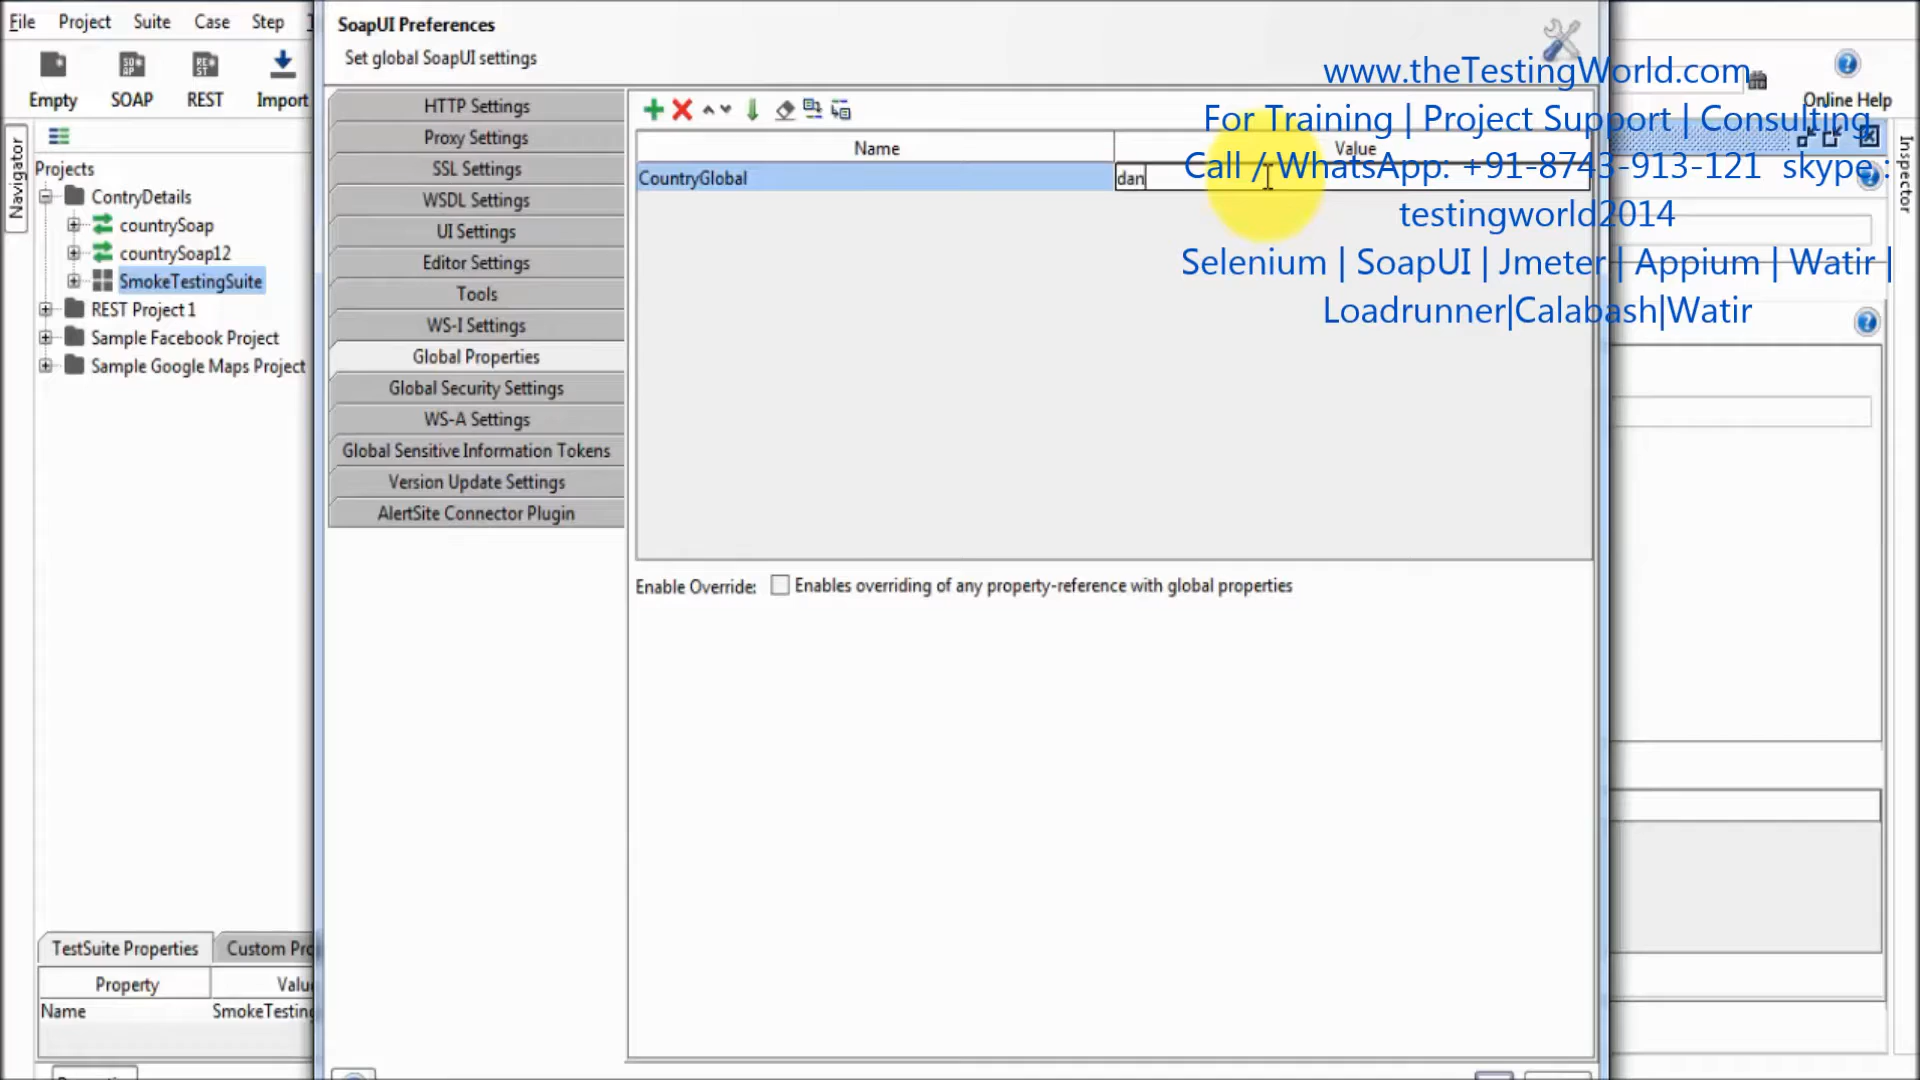 File Project Suite Case Step
SoapUI Preferences
Set global SoapUI settings
Empty SOAP REST Import
Online Help
www.theTestingWorld.com
For Training | Project Support | Consulting
Call / WhatsApp: +91-8743-913-121 skype :
testingworld2014
Selenium | SoapUI | Jmeter | Appium | Watir |
Loadrunner|Calabash|Watir
Navigator
Inspector
Projects
ContryDetails
countrySoap
countrySoap12
SmokeTestingSuite
REST Project 1
Sample Facebook Project
Sample Google Maps Project
HTTP Settings
Proxy Settings
SSL Settings
WSDL Settings
UI Settings
Editor Settings
Tools
WS-I Settings
Global Properties
Global Security Settings
WS-A Settings
Global Sensitive Information Tokens
Version Update Settings
AlertSite Connector Plugin
Name Value
CountryGlobal dan
Enable Override: Enables overriding of any property-reference with global properties
TestSuite Properties Custom Pro
Property Value
Name SmokeTesting